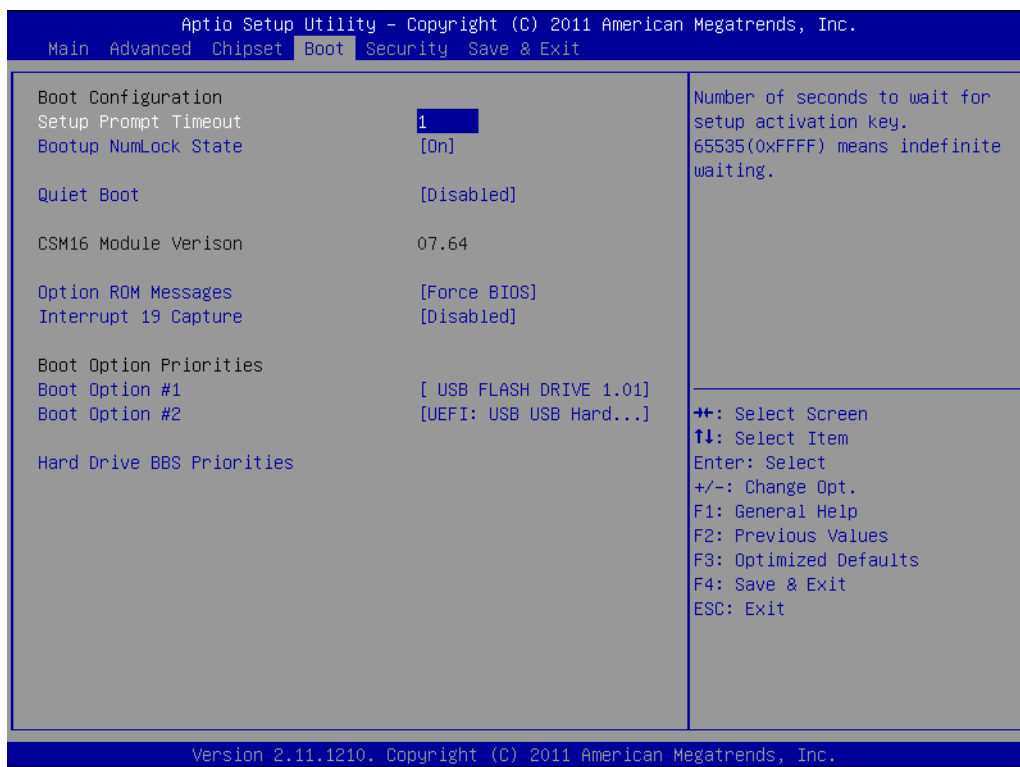 Aptio Setup Utility – Copyright (C) 2011 American Megatrends, Inc.
Main Advanced Chipset Boot Security Save & Exit
Boot Configuration
Setup Prompt Timeout 1
Bootup NumLock State [On]
Quiet Boot [Disabled]
CSM16 Module Verison 07.64
Option ROM Messages [Force BIOS]
Interrupt 19 Capture [Disabled]
Boot Option Priorities
Boot Option #1 [ USB FLASH DRIVE 1.01]
Boot Option #2 [UEFI: USB USB Hard...]
Hard Drive BBS Priorities
Number of seconds to wait for
setup activation key.
65535(0xFFFF) means indefinite
waiting.
→←: Select Screen
↑↓: Select Item
Enter: Select
+/-: Change Opt.
F1: General Help
F2: Previous Values
F3: Optimized Defaults
F4: Save & Exit
ESC: Exit
Version 2.11.1210. Copyright (C) 2011 American Megatrends, Inc.